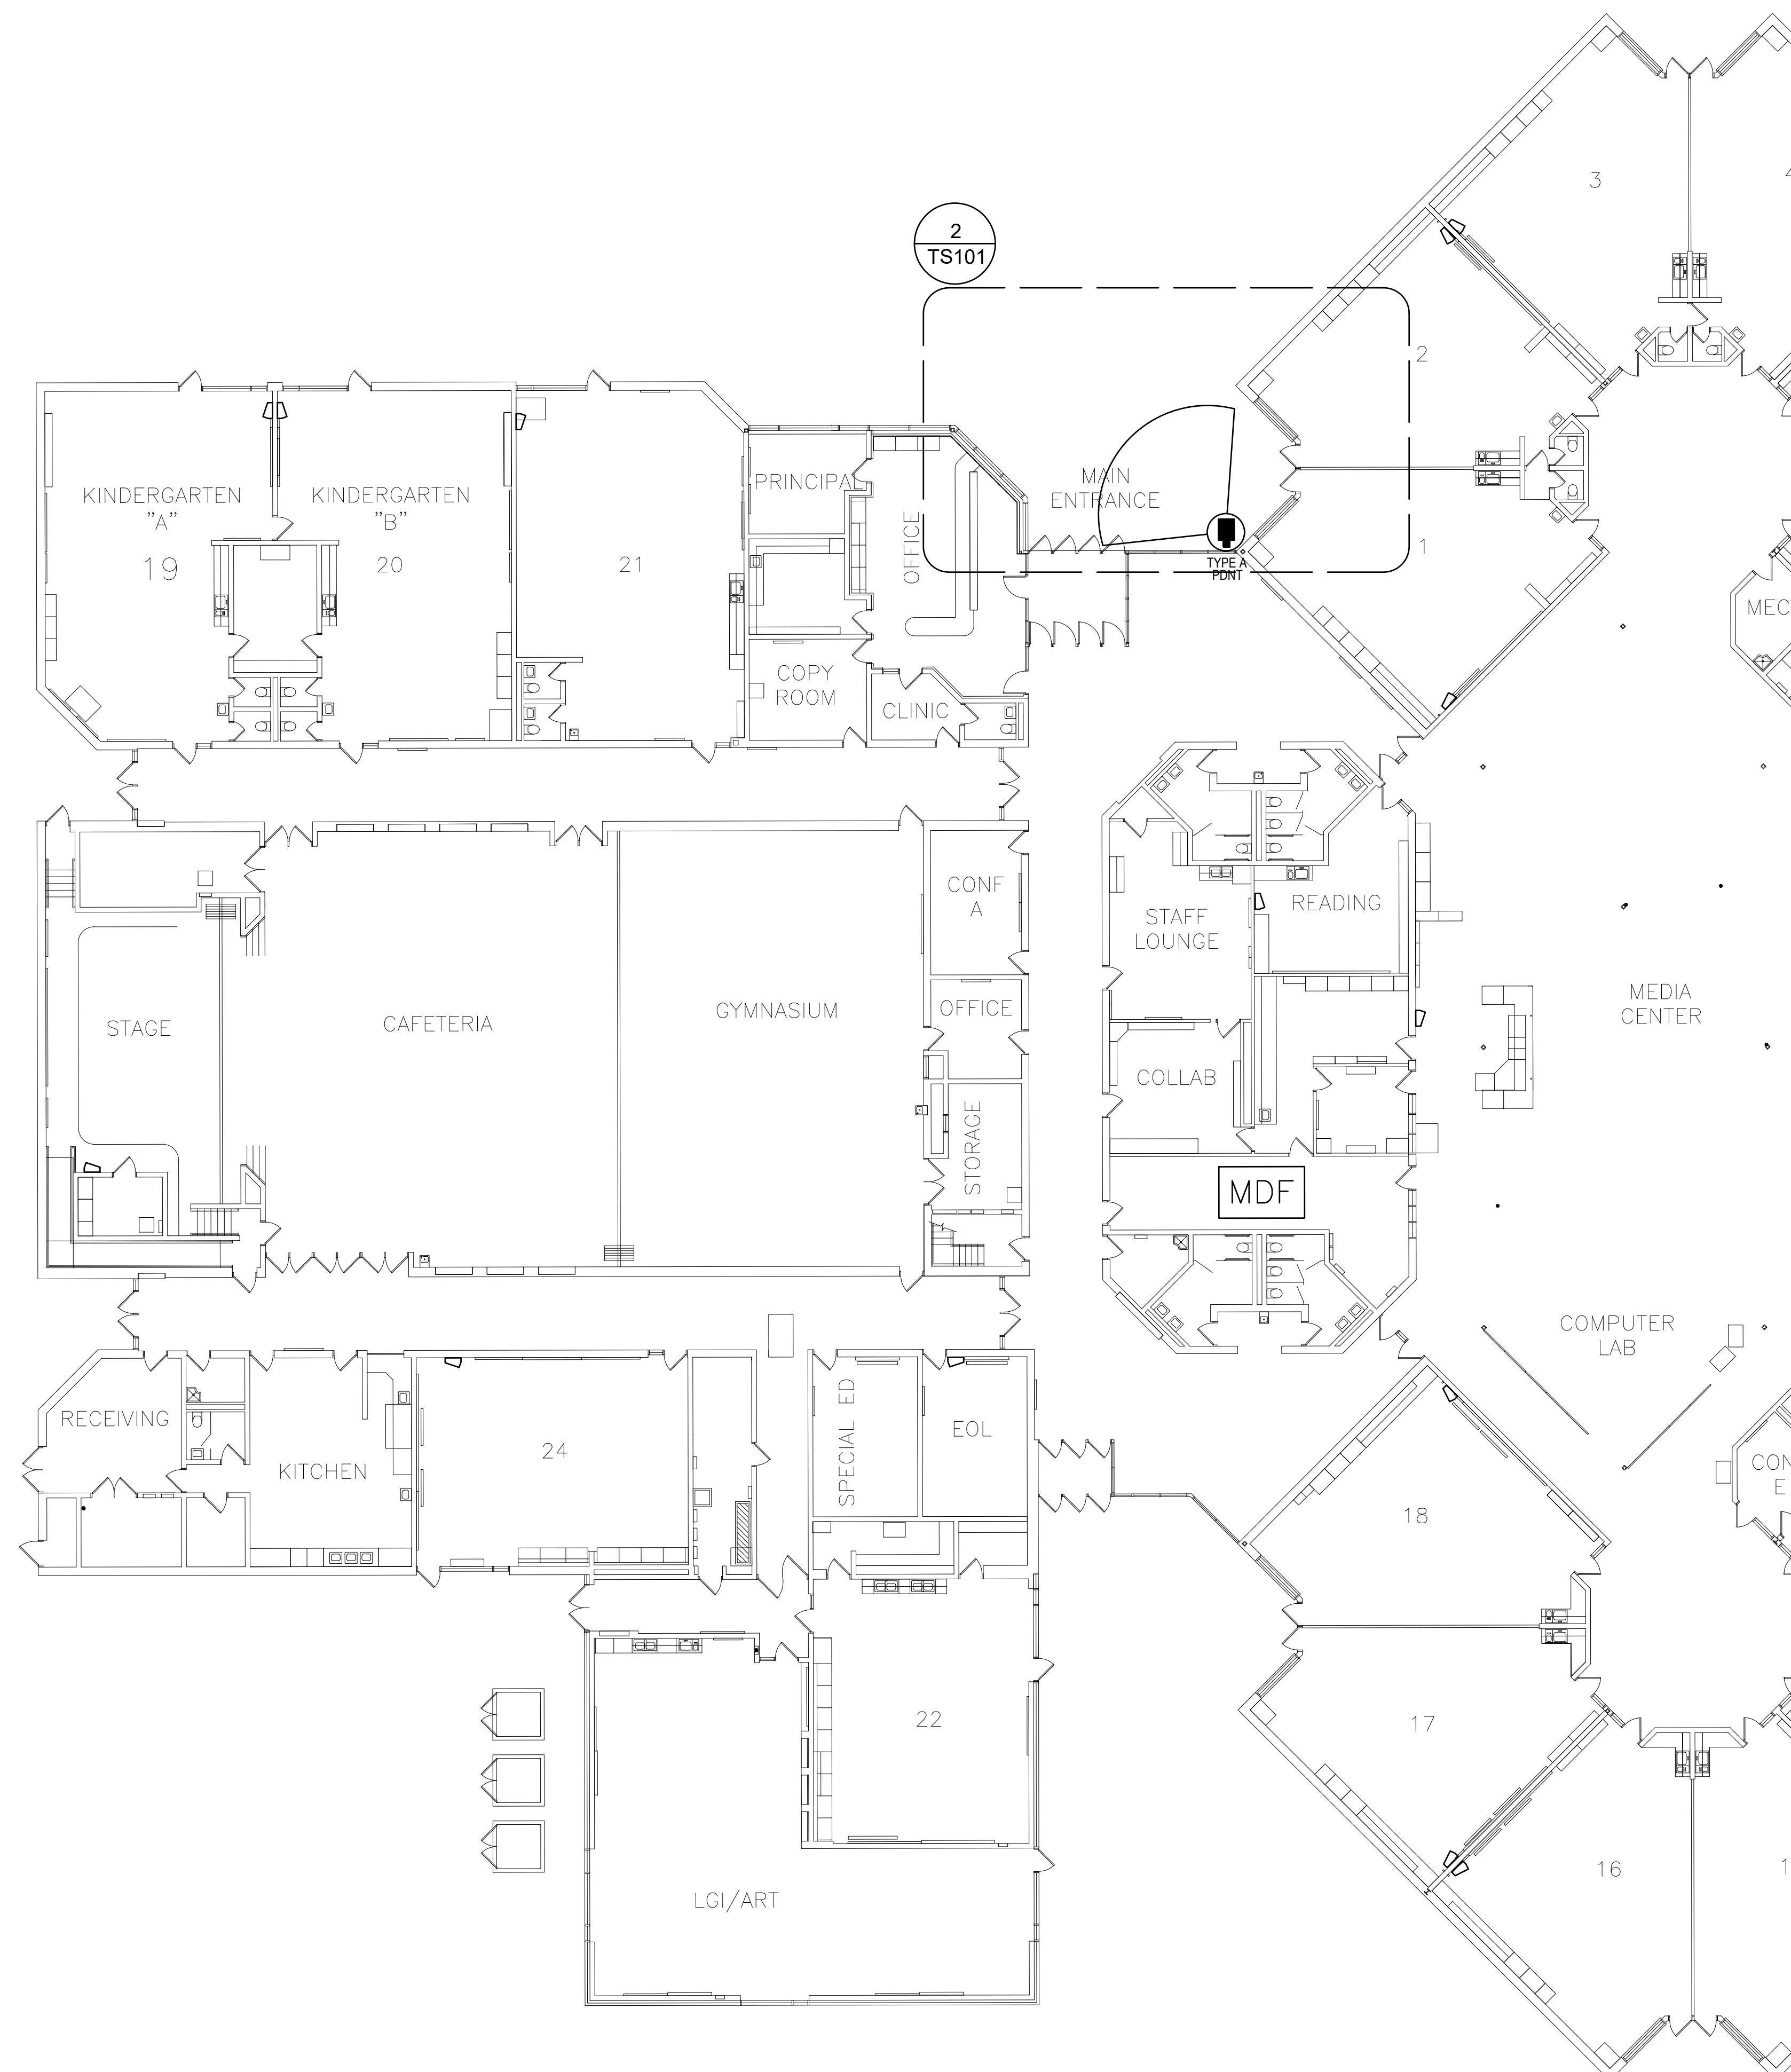 3
2
TS101
2
MAIN
ENTRANCE
PRINCIPAL
KINDERGARTEN
"A"
19
KINDERGARTEN
"B"
20
21
OFFICE
1
TYPE A
PDNT
MEC
COPY
ROOM
CLINIC
CONF
A
STAFF
LOUNGE
READING
STAGE
CAFETERIA
GYMNASIUM
OFFICE
MEDIA
CENTER
COLLAB
STORAGE
MDF
COMPUTER
LAB
RECEIVING
KITCHEN
24
SPECIAL ED
EOL
CON
E
18
22
17
LGI/ART
16
1